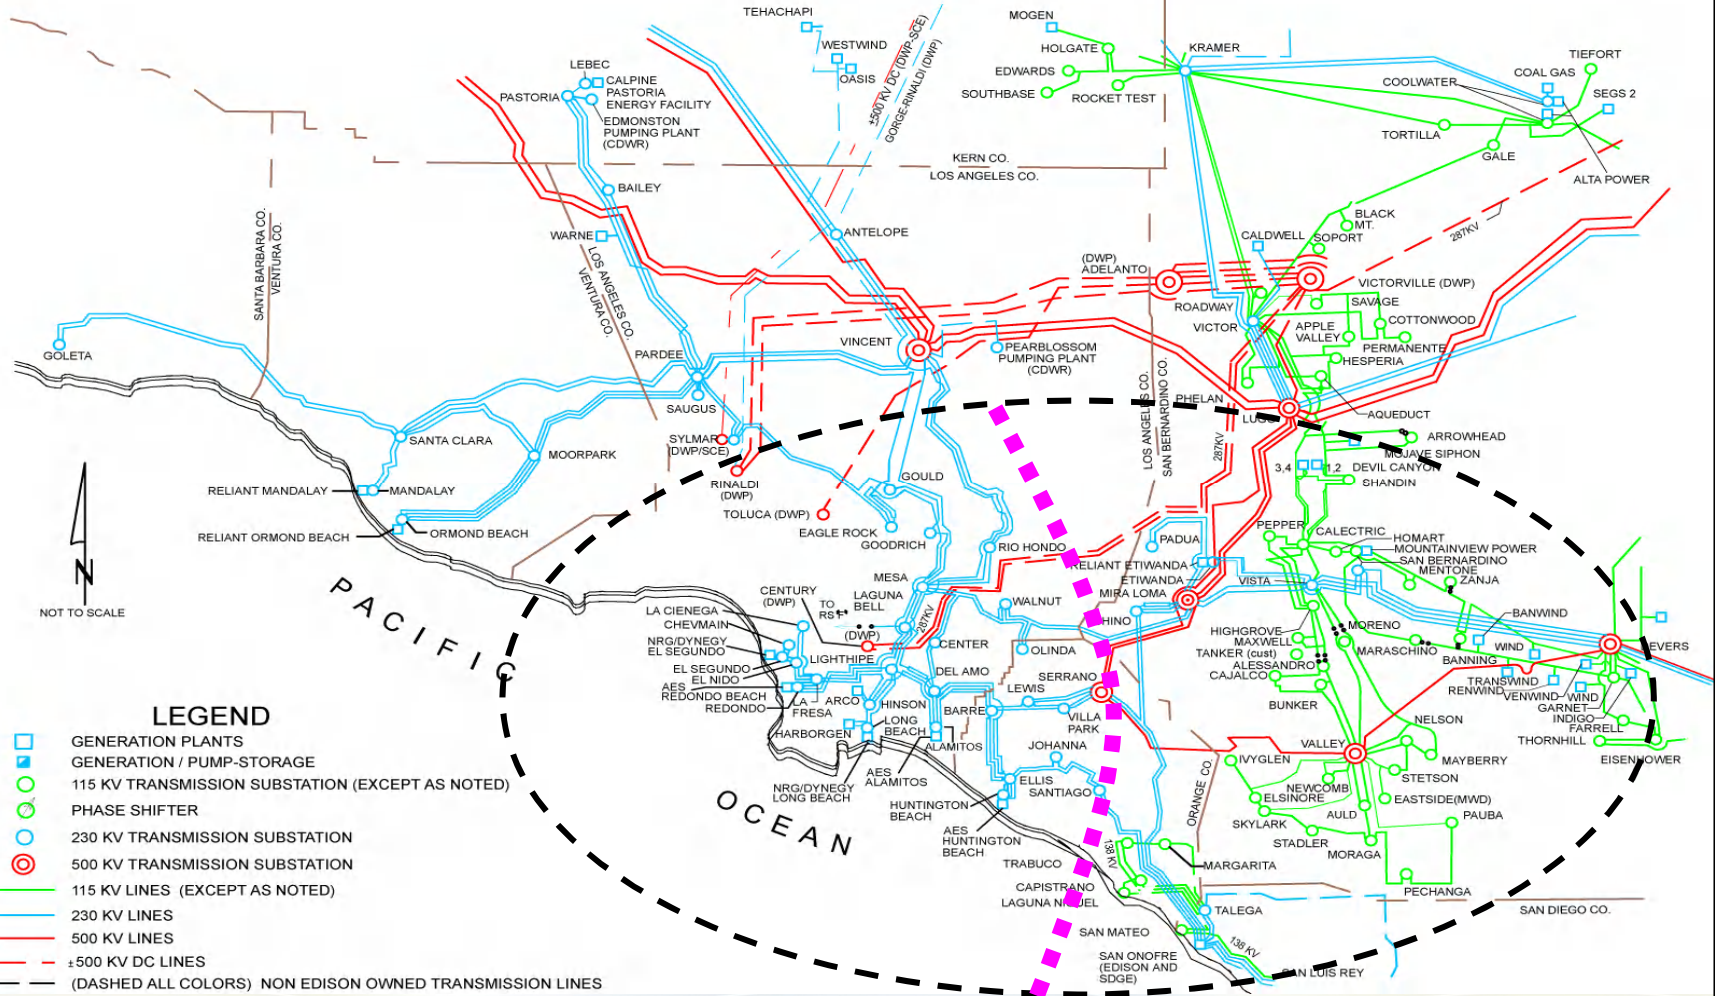 TEHACHAPI
WESTWIND
OASIS
±500 KV DC (DWP-SCE)
GORGE-RINALDI (DWP)
MOGEN
HOLGATE
EDWARDS
SOUTHBASE
ROCKET TEST
KRAMER
COOLWATER
COAL GAS
TIEFORT
SEGS 2
TORTILLA
GALE
ALTA POWER
LEBEC
CALPINE
PASTORIA
ENERGY FACILITY
PASTORIA
EDMONSTON
PUMPING PLANT
(CDWR)
KERN CO.
LOS ANGELES CO.
BAILEY
WARNE
LOS ANGELES CO.
VENTURA CO.
SANTA BARBARA CO.
VENTURA CO.
ANTELOPE
BLACK
MT.
SOPORT
CALDWELL
287KV
(DWP)
ADELANTO
VICTORVILLE (DWP)
ROADWAY
SAVAGE
VICTOR
COTTONWOOD
APPLE
VALLEY
PERMANENTE
HESPERIA
GOLETA
PARDEE
VINCENT
PEARBLOSSOM
PUMPING PLANT
(CDWR)
LOS ANGELES CO.
SAN BERNARDINO CO.
PHELAN
LUGO
AQUEDUCT
SAUGUS
SANTA CLARA
MOORPARK
SYLMAR
(DWP/SCE)
RINALDI
(DWP)
TOLUCA (DWP)
GOULD
EAGLE ROCK
GOODRICH
RIO HONDO
287KV
ARROWHEAD
MOJAVE SIPHON
3,4
1,2
DEVIL CANYON
SHANDIN
RELIANT MANDALAY
MANDALAY
RELIANT ORMOND BEACH
ORMOND BEACH
N
NOT TO SCALE
PACIFIC
OCEAN
PEPPER
CALECTRIC
HOMART
MOUNTAINVIEW POWER
SAN BERNARDINO
MENTONE
ZANJA
PADUA
RELIANT ETIWANDA
ETIWANDA
VISTA
MIRA LOMA
CHINO
MESA
CENTURY
(DWP)
LAGUNA
BELL
TO
RS
(DWP)
287KV
WALNUT
LA CIENEGA
CHEVMAIN
NRG/DYNEGY
EL SEGUNDO
EL SEGUNDO
EL NIDO
LIGHTHIPE
CENTER
OLINDA
HIGHGROVE
MAXWELL
TANKER (cust)
ALESSANDRO
CAJALCO
MORENO
MARASCHINO
BANWIND
BANNING
WIND
DEVERS
TRANSWIND
RENWIND
VENWIND
WIND
GARNET
INDIGO
FARRELL
THORNHILL
EISENHOWER
AES
REDONDO BEACH
REDONDO
LA
FRESA
ARCO
HINSON
DEL AMO
LEWIS
SERRANO
BARRE
VILLA
PARK
HARBORGEN
LONG
BEACH
ALAMITOS
JOHANNA
BUNKER
NELSON
VALLEY
MAYBERRY
STETSON
IVYGLEN
NEWCOMB
ELSINORE
EASTSIDE(MWD)
AULD
SKYLARK
PAUBA
STADLER
MORAGA
PECHANGA
NRG/DYNEGY
LONG BEACH
AES
ALAMITOS
HUNTINGTON
BEACH
ELLIS
SANTIAGO
AES
HUNTINGTON
BEACH
ORANGE CO.
TRABUCO
138 KV
MARGARITA
CAPISTRANO
LAGUNA NIGUEL
TALEGA
SAN DIEGO CO.
SAN MATEO
138 KV
SAN ONOFRE
(EDISON AND
SDGE)
SAN LUIS REY
LEGEND
GENERATION PLANTS
GENERATION / PUMP-STORAGE
115 KV TRANSMISSION SUBSTATION (EXCEPT AS NOTED)
PHASE SHIFTER
230 KV TRANSMISSION SUBSTATION
500 KV TRANSMISSION SUBSTATION
115 KV LINES (EXCEPT AS NOTED)
230 KV LINES
500 KV LINES
±500 KV DC LINES
(DASHED ALL COLORS) NON EDISON OWNED TRANSMISSION LINES